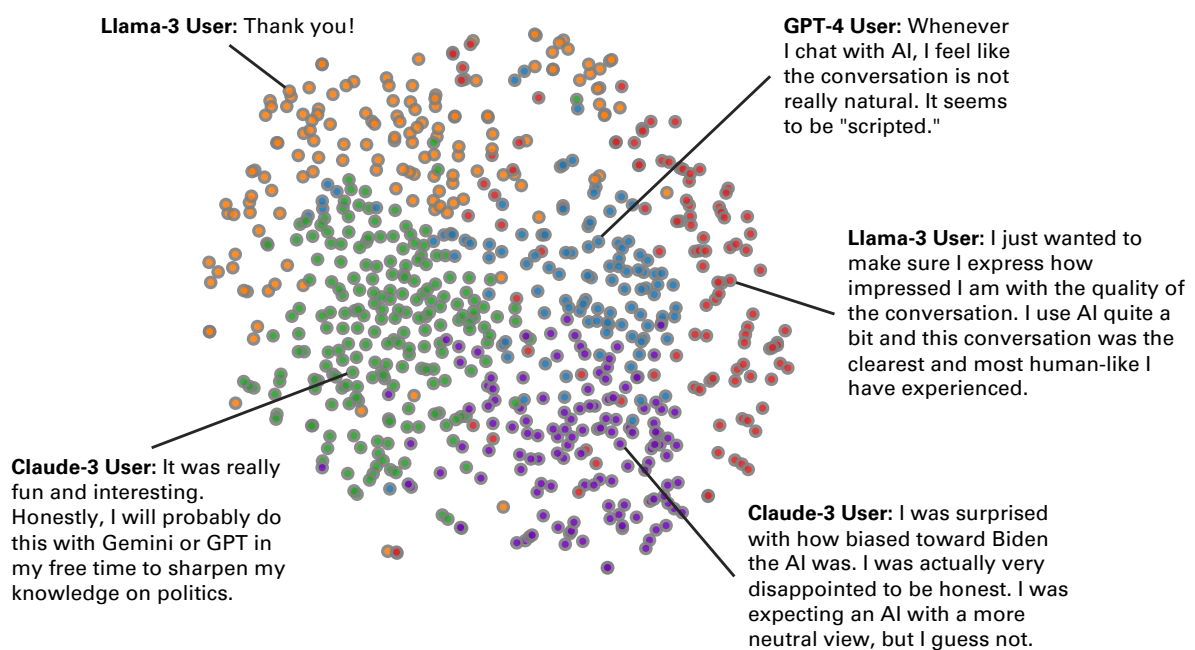 Llama-3 User: Thank you!
GPT-4 User: Whenever
I chat with AI, I feel like
the conversation is not
really natural. It seems
to be "scripted."
Llama-3 User: I just wanted to
make sure I express how
impressed I am with the quality of
the conversation. I use AI quite a
bit and this conversation was the
clearest and most human-like I
have experienced.
Claude-3 User: It was really
fun and interesting.
Honestly, I will probably do
this with Gemini or GPT in
my free time to sharpen my
knowledge on politics.
Claude-3 User: I was surprised
with how biased toward Biden
the AI was. I was actually very
disappointed to be honest. I was
expecting an AI with a more
neutral view, but I guess not.